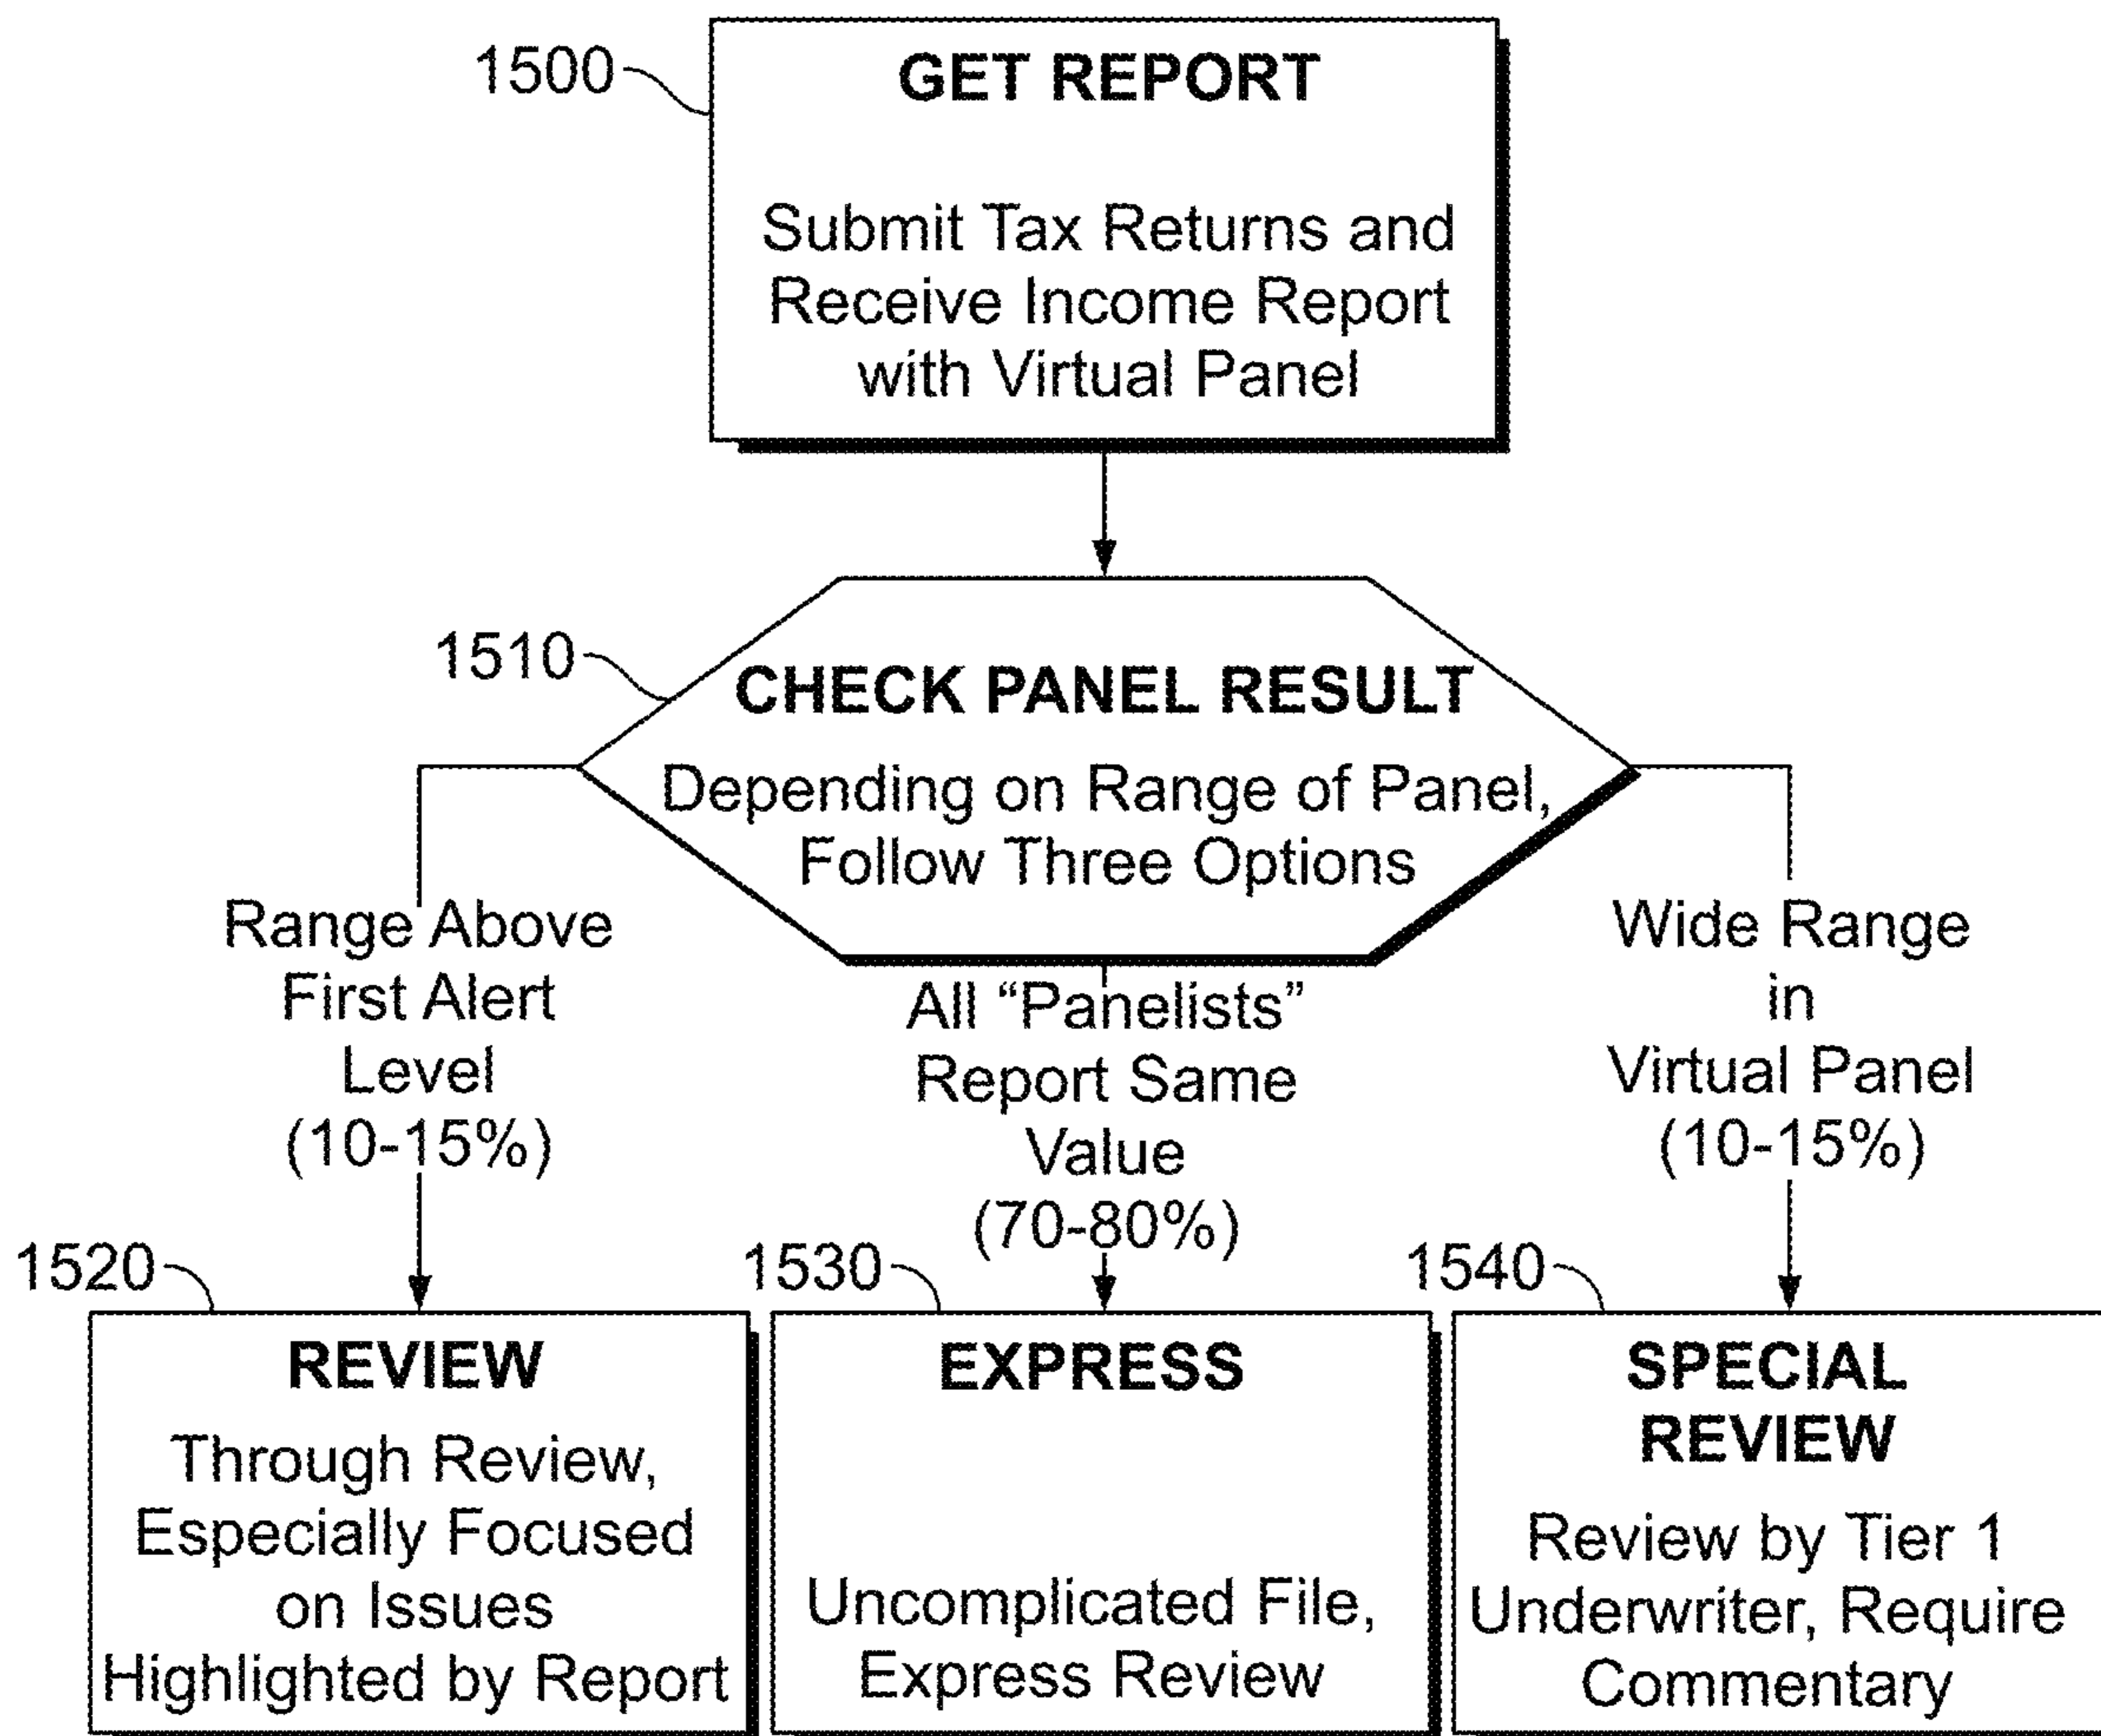 1500
GET REPORT
Submit Tax Returns and
Receive Income Report
with Virtual Panel
1510
CHECK PANEL RESULT
Depending on Range of Panel,
Follow Three Options
Range Above
First Alert
Level
(10-15%)
All “Panelists”
Report Same
Value
(70-80%)
Wide Range
in
Virtual Panel
(10-15%)
1520
REVIEW
Through Review,
Especially Focused
on Issues
Highlighted by Report
1530
EXPRESS
Uncomplicated File,
Express Review
1540
SPECIAL
REVIEW
Review by Tier 1
Underwriter, Require
Commentary